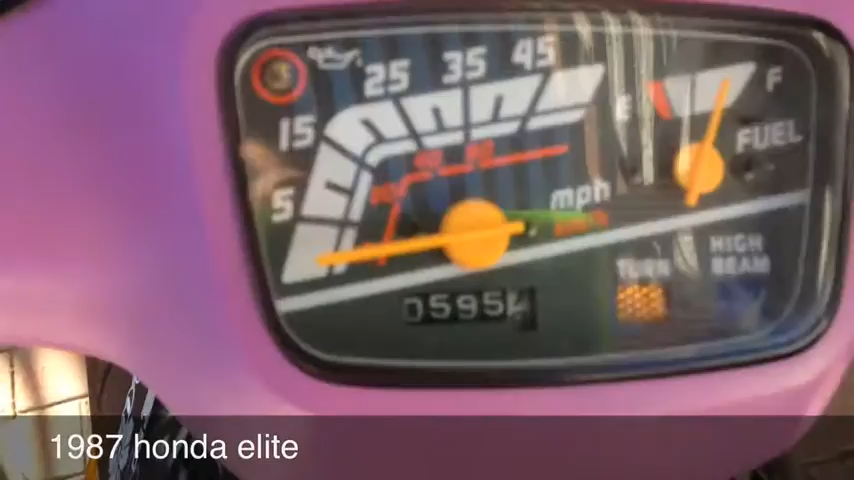 25 35 45
15
5
E F
FUEL
mph
TURN
HIGH
BEAM
0595
1987 honda elite